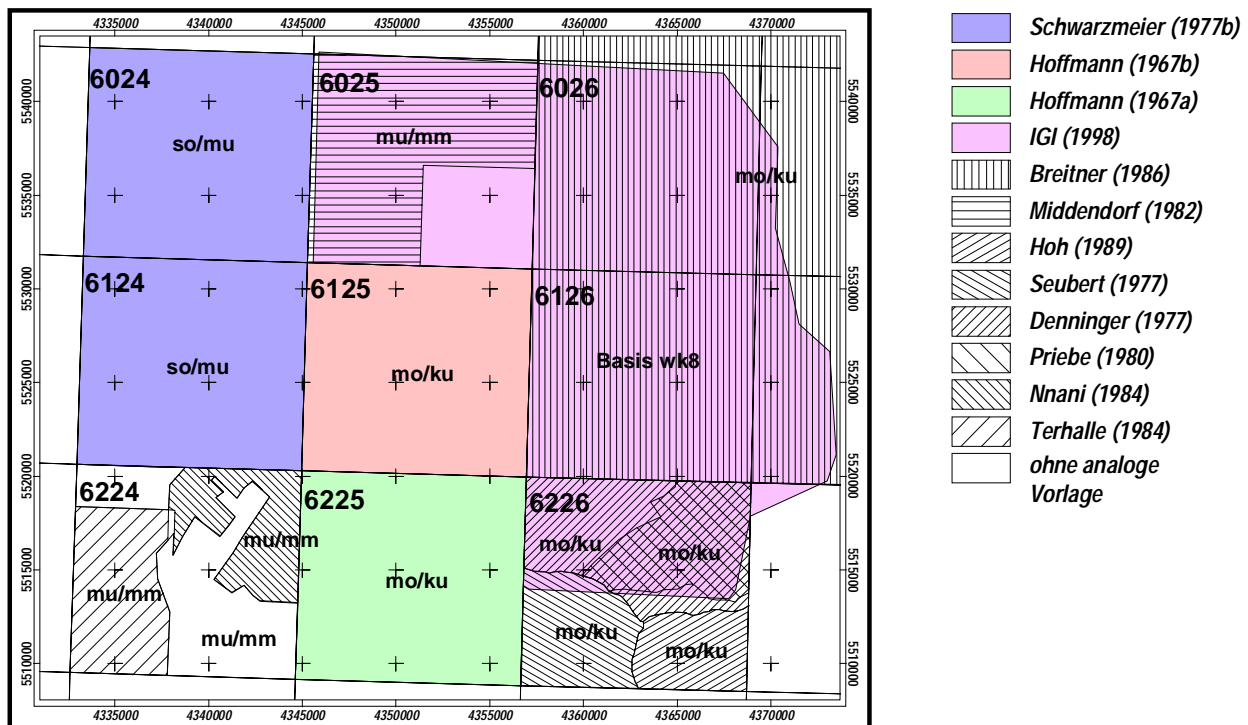 4335000 4340000 4345000 4350000 4355000 4360000 4365000 4370000
5540000 5540000
5535000 5535000
5530000 5530000
5525000 5525000
5520000 5520000
5515000 5515000
5510000 5510000
6024 6025 6026
so/mu mu/mm mo/ku
6124 6125 6126
so/mu mo/ku Basis wk8
6224 6225 6226
mu/mm mo/ku mo/ku
mu/mm mo/ku
mu/mm mo/ku mo/ku
4335000 4340000 4345000 4350000 4355000 4360000 4365000 4370000
Schwarzmeier (1977b)
Hoffmann (1967b)
Hoffmann (1967a)
IGI (1998)
Breitner (1986)
Middendorf (1982)
Hoh (1989)
Seubert (1977)
Denninger (1977)
Priebe (1980)
Nnani (1984)
Terhalle (1984)
ohne analoge
Vorlage